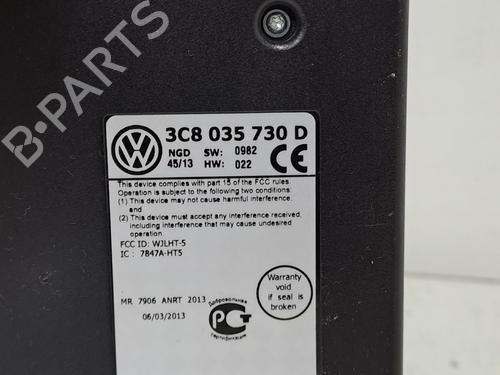 3C8 035 730 D
NGD SW: 0982
45/13 HW: 022
CE
This device complies with part 15 of the FCC rules.
Operation is subject to the following two conditions:
(1) This device may not cause harmful interference,
and
(2) This device must accept any interference received,
including interference that may cause undesired
operation.
FCC ID: WJLHT-5
IC : 7847A-HT5
Warranty
void
if seal is
broken
MR 7906 ANRT 2013
06/03/2013
Добровольная
РСТ
сертификация
B-PARTS